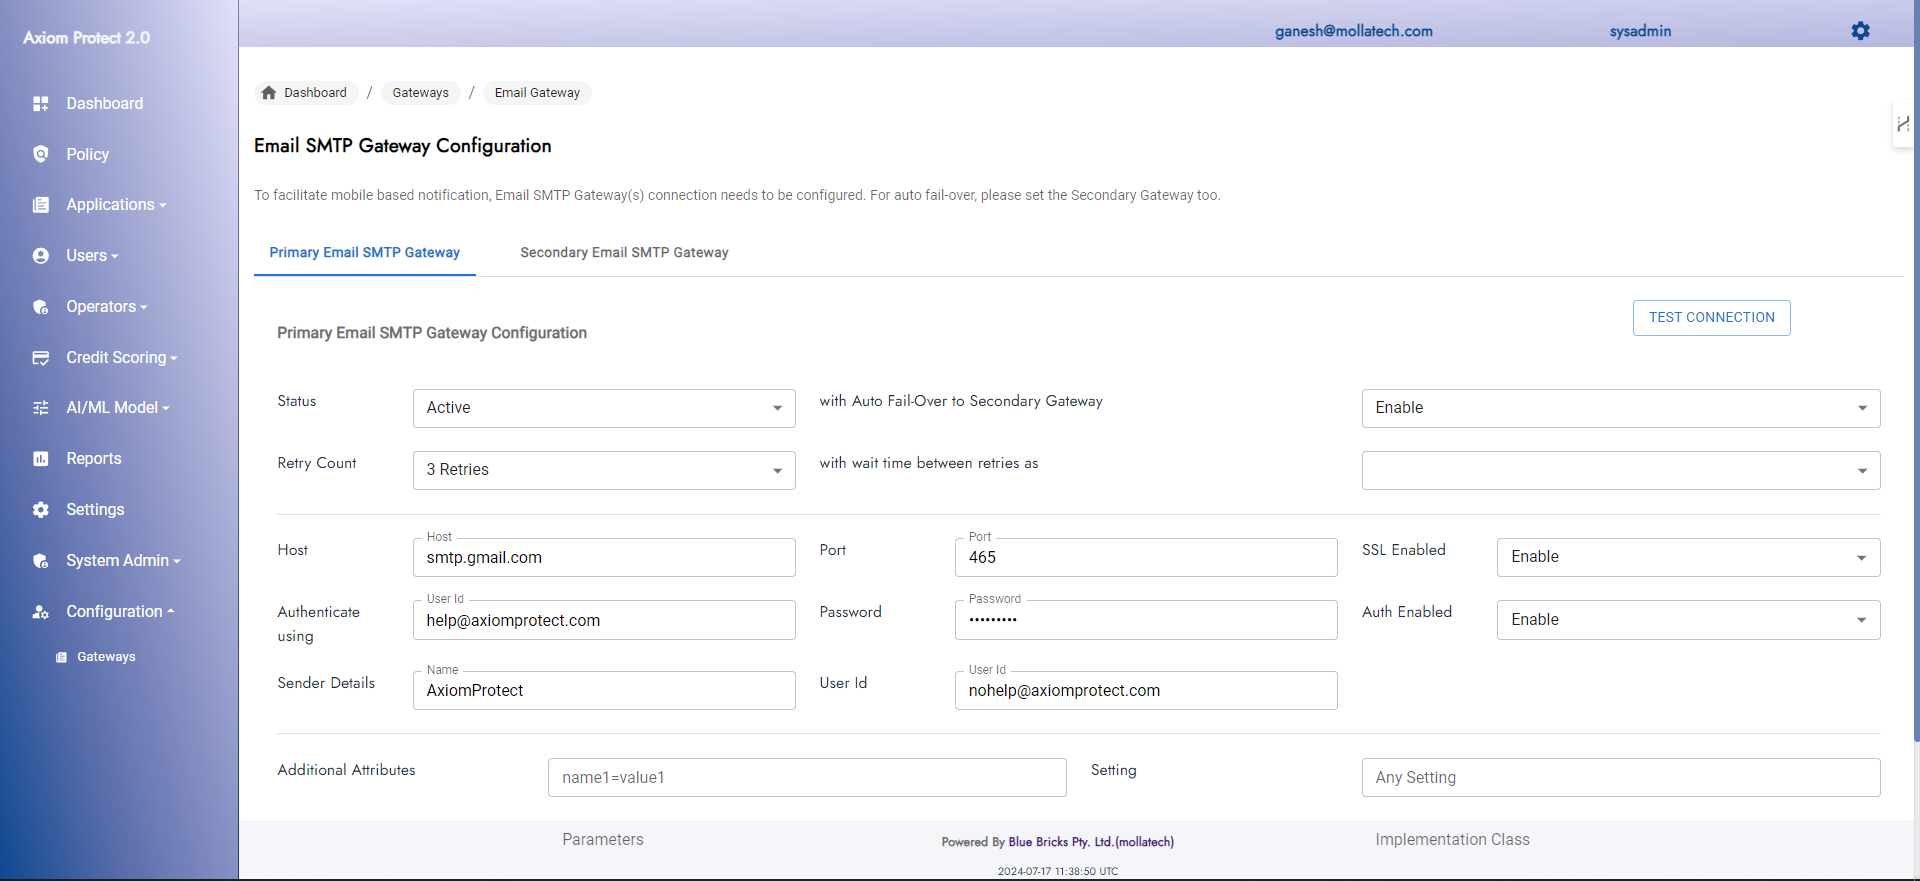 Axiom Protect 2.0
ganesh@mollatech.com
sysadmin
Dashboard
Policy
Applications
Users
Operators
Credit Scoring
AI/ML Model
Reports
Settings
System Admin
Configuration
Gateways
Dashboard / Gateways / Email Gateway
Email SMTP Gateway Configuration
To facilitate mobile based notification, Email SMTP Gateway(s) connection needs to be configured. For auto fail-over, please set the Secondary Gateway too.
Primary Email SMTP Gateway
Secondary Email SMTP Gateway
Primary Email SMTP Gateway Configuration
TEST CONNECTION
Status
Active
with Auto Fail-Over to Secondary Gateway
Enable
Retry Count
3 Retries
with wait time between retries as
Host
Host
smtp.gmail.com
Port
Port
465
SSL Enabled
Enable
Authenticate
using
User Id
help@axiomprotect.com
Password
Password
•••••••••
Auth Enabled
Enable
Sender Details
Name
AxiomProtect
User Id
User Id
nohelp@axiomprotect.com
Additional Attributes
name1=value1
Setting
Any Setting
Parameters
Powered By Blue Bricks Pty. Ltd.(mollatech)
Implementation Class
2024-07-17 11:38:50 UTC